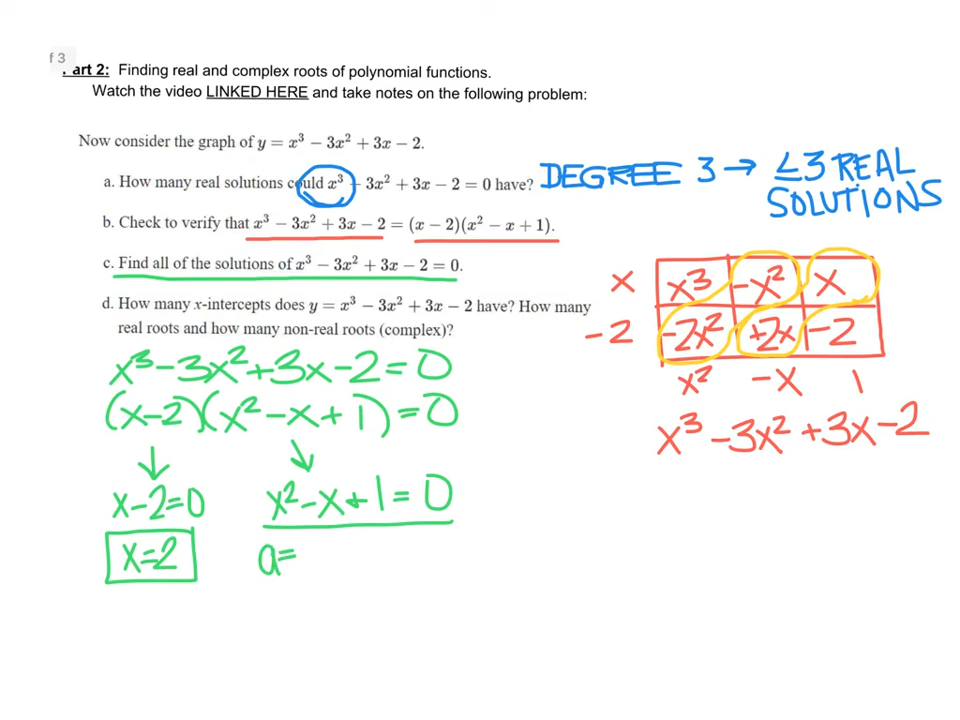 f 3
art 2: Finding real and complex roots of polynomial functions.
Watch the video LINKED HERE and take notes on the following problem:
Now consider the graph of y = x³ − 3x² + 3x − 2.
a. How many real solutions could x³ − 3x² + 3x − 2 = 0 have? DEGREE 3 → ≤3 REAL
SOLUTIONS
b. Check to verify that x³ − 3x² + 3x − 2 = (x − 2)(x² − x + 1).
c. Find all of the solutions of x³ − 3x² + 3x − 2 = 0.
d. How many x-intercepts does y = x³ − 3x² + 3x − 2 have? How many
real roots and how many non-real roots (complex)?
x x³ -x² x
-2 -2x² +2x -2
x² -x 1
x³ -3x² +3x -2
x³-3x²+3x-2=0
(x-2)(x²-x+1)=0
↓ ↘
x-2=0 x²-x+1=0
x=2 a=